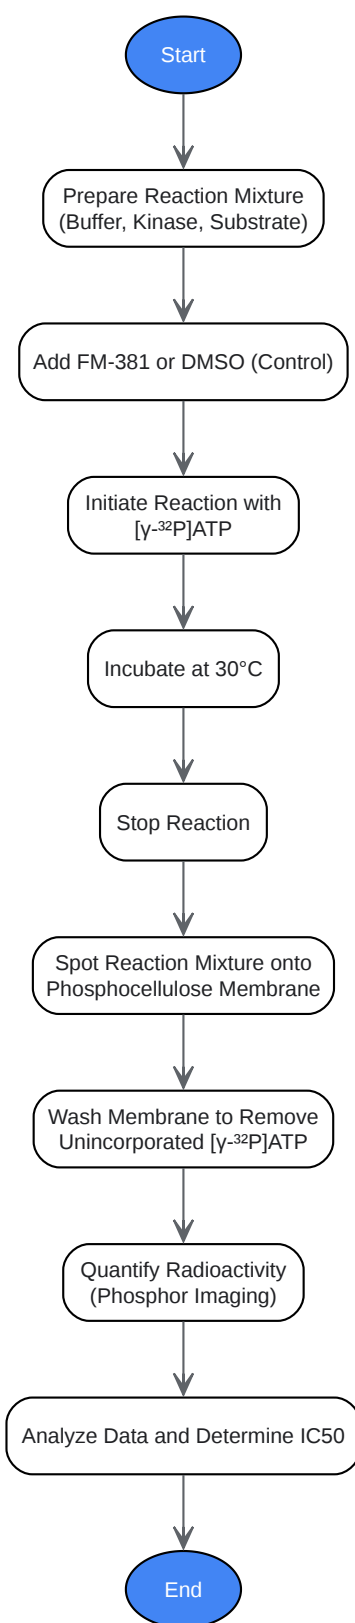 Start
Prepare Reaction Mixture
(Buffer, Kinase, Substrate)
Add FM-381 or DMSO (Control)
Initiate Reaction with
[γ-³²P]ATP
Incubate at 30°C
Stop Reaction
Spot Reaction Mixture onto
Phosphocellulose Membrane
Wash Membrane to Remove
Unincorporated [γ-³²P]ATP
Quantify Radioactivity
(Phosphor Imaging)
Analyze Data and Determine IC50
End